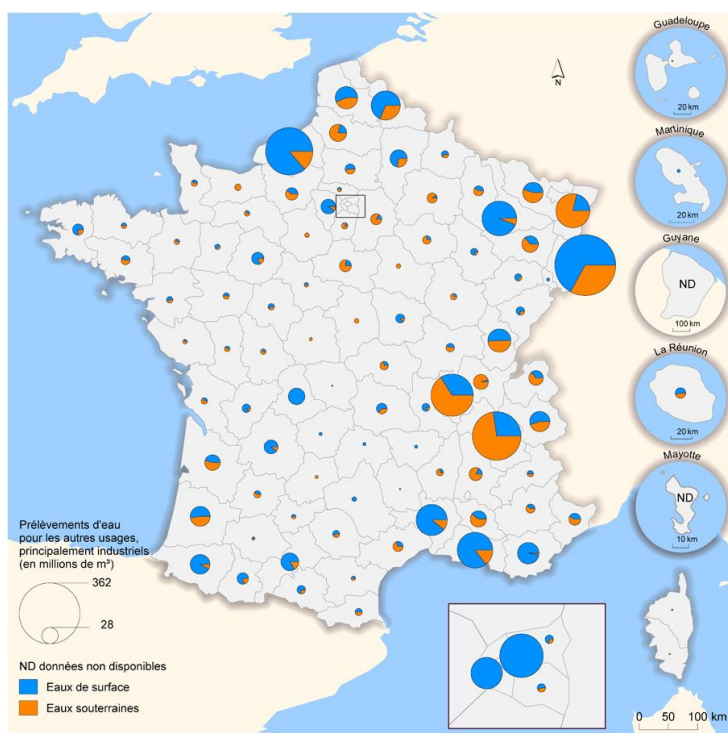 Guadeloupe
20 km
Martinique
20 km
Guyane
ND
100 km
La Réunion
20 km
Mayotte
ND
10 km
N
Prélèvements d'eau
pour les autres usages,
principalement industriels
(en millions de m³)
362
28
ND données non disponibles
Eaux de surface
Eaux souterraines
0 50 100 km